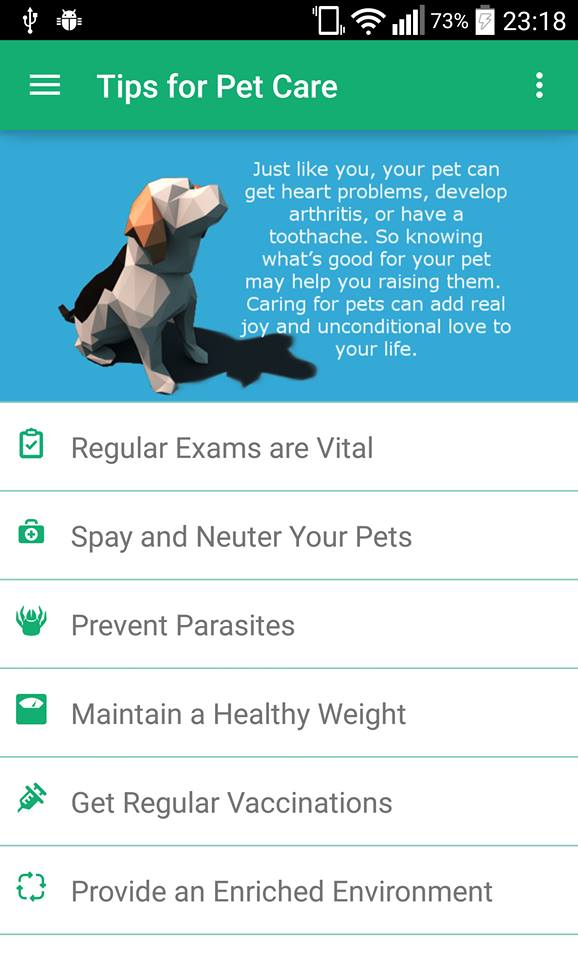 73% 23:18
Tips for Pet Care
Just like you, your pet can
get heart problems, develop
arthritis, or have a
toothache. So knowing
what's good for your pet
may help you raising them.
Caring for pets can add real
joy and unconditional love to
your life.
Regular Exams are Vital
Spay and Neuter Your Pets
Prevent Parasites
Maintain a Healthy Weight
Get Regular Vaccinations
Provide an Enriched Environment